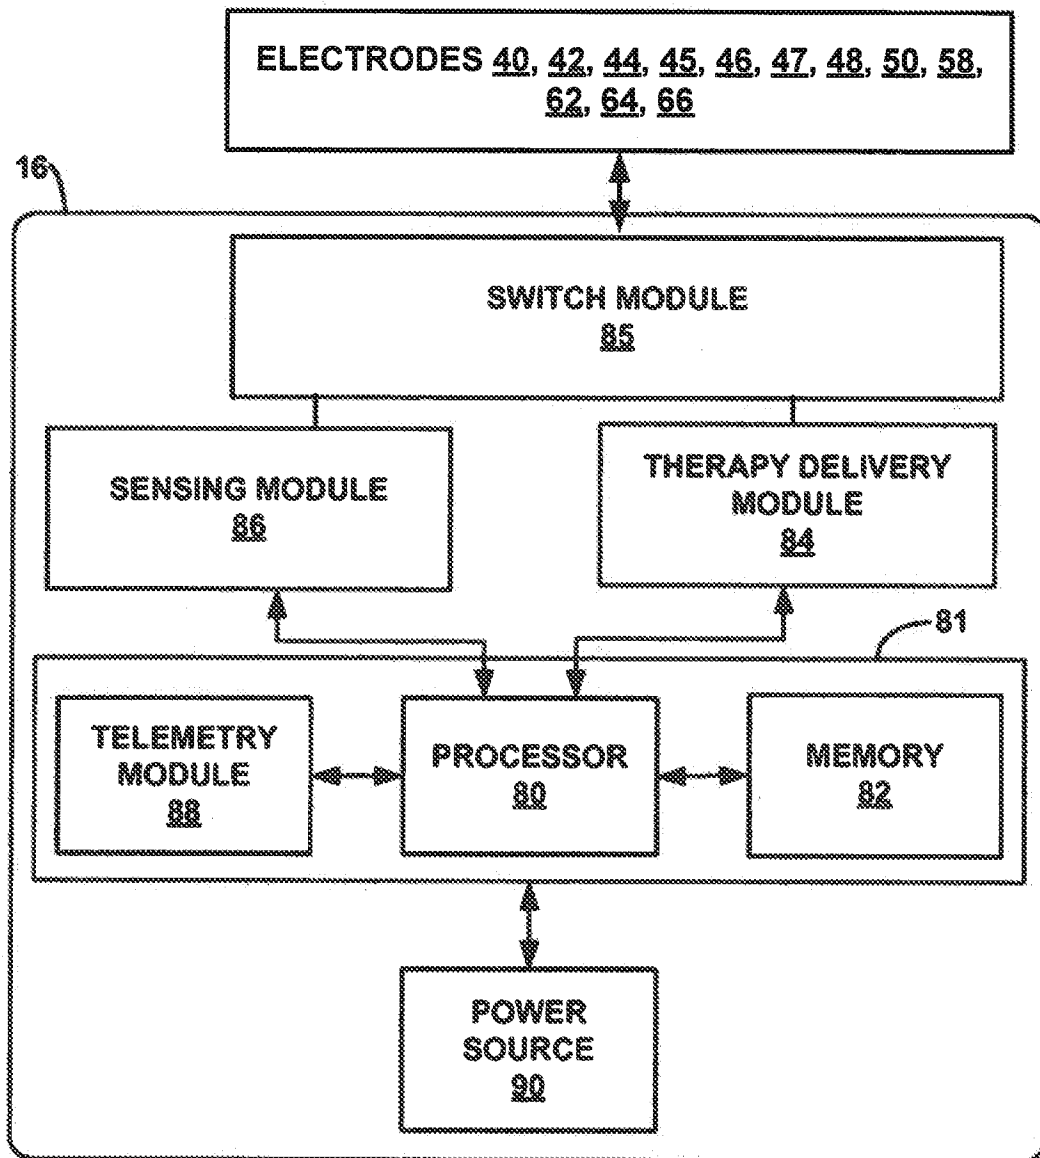 ELECTRODES 40, 42, 44, 45, 46, 47, 48, 50, 58,
62, 64, 66
16
SWITCH MODULE
85
SENSING MODULE
86
THERAPY DELIVERY
MODULE
84
81
TELEMETRY
MODULE
88
PROCESSOR
80
MEMORY
82
POWER
SOURCE
90